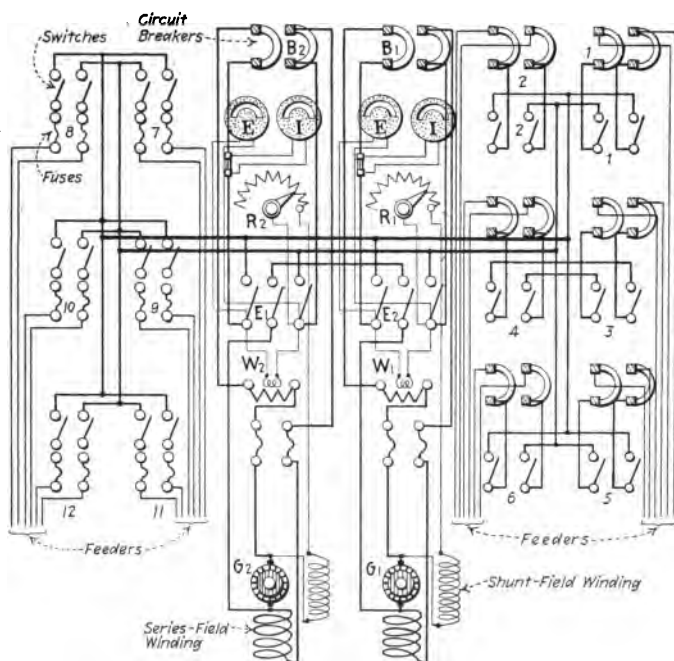 Circuit
Breakers
Switches
Fuses
8
7
10
9
12
11
Feeders
B2
B1
E
I
E
I
R2
R1
E1
E2
W2
W1
G2
G1
Series-Field
Winding
Shunt-Field Winding
2
1
2
1
4
3
6
5
Feeders